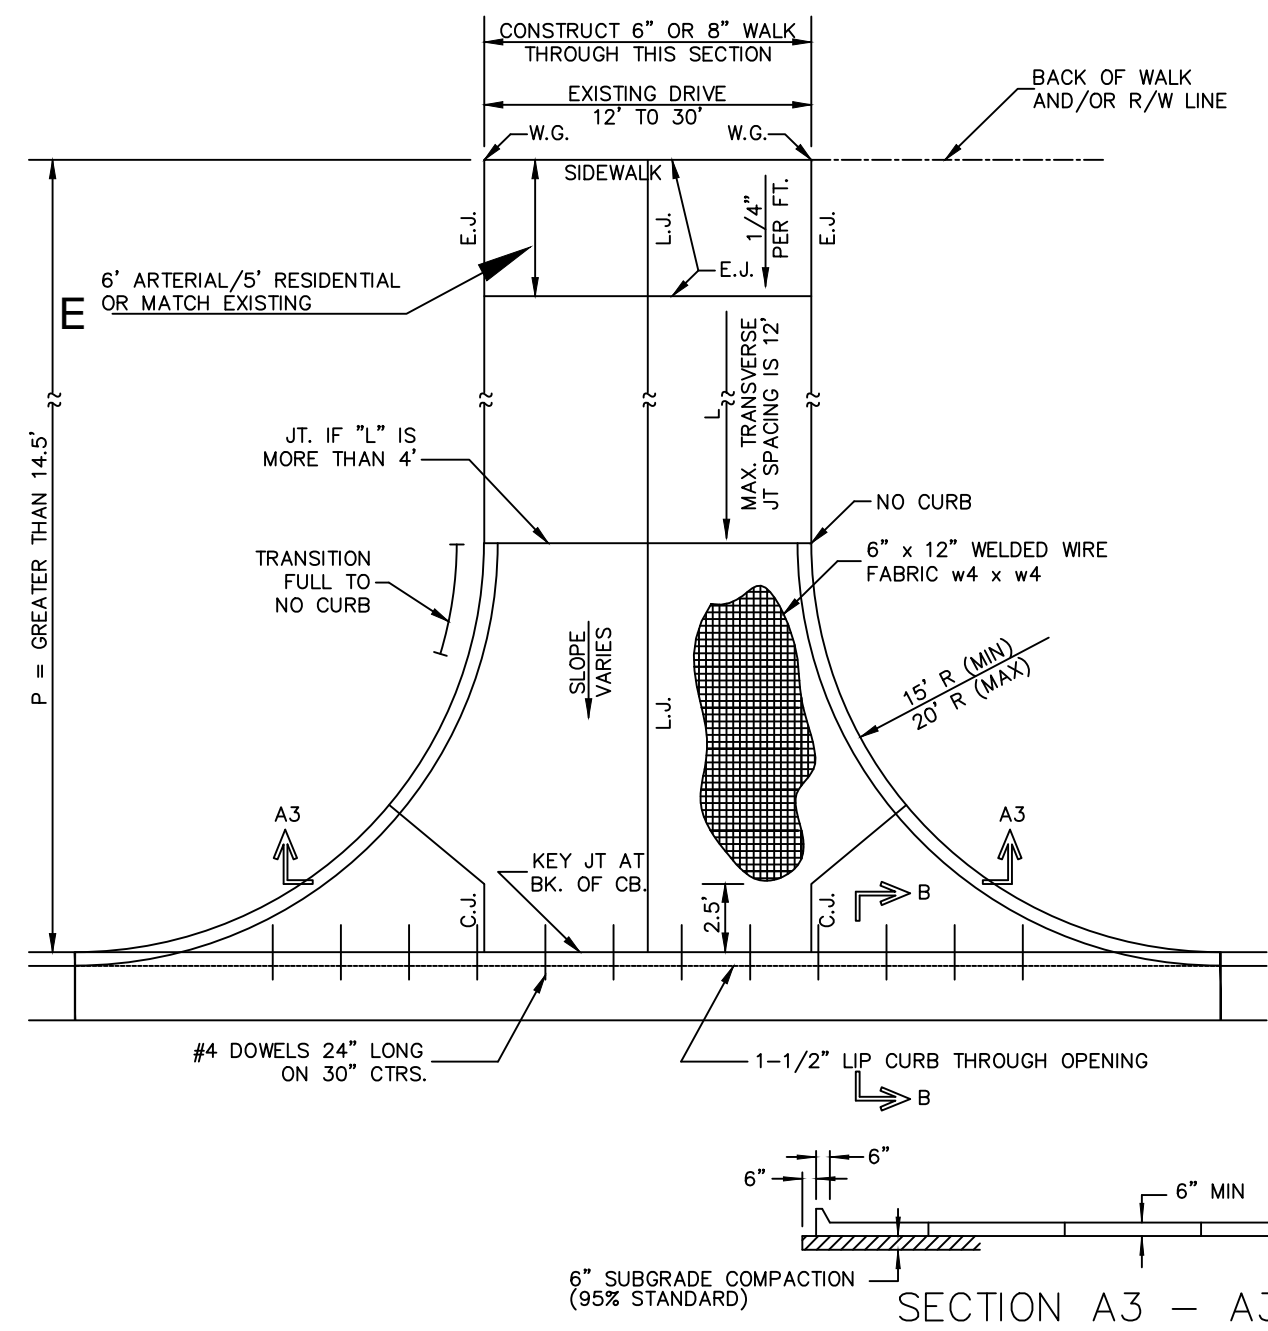 CONSTRUCT 6” OR 8” WALK
THROUGH THIS SECTION
EXISTING DRIVE
12’ TO 30’
BACK OF WALK
AND/OR R/W LINE
W.G.
W.G.
SIDEWALK
E.J.
L.J.
1/4”
PER FT.
E.J.
E.J.
6’ ARTERIAL/5’ RESIDENTIAL
OR MATCH EXISTING
E
L
MAX. TRANSVERSE
JT SPACING IS 12’
P = GREATER THAN 14.5’
JT. IF ”L” IS
MORE THAN 4’
NO CURB
6” x 12” WELDED WIRE
FABRIC w4 x w4
TRANSITION
FULL TO
NO CURB
SLOPE
VARIES
L.J.
15’ R (MIN)
20’ R (MAX)
A3
A3
KEY JT AT
BK. OF CB.
C.J.
2.5’
C.J.
B
#4 DOWELS 24” LONG
ON 30” CTRS.
1-1/2” LIP CURB THROUGH OPENING
B
6”
6”
6” MIN
6” SUBGRADE COMPACTION
(95% STANDARD)
SECTION A3 – A3